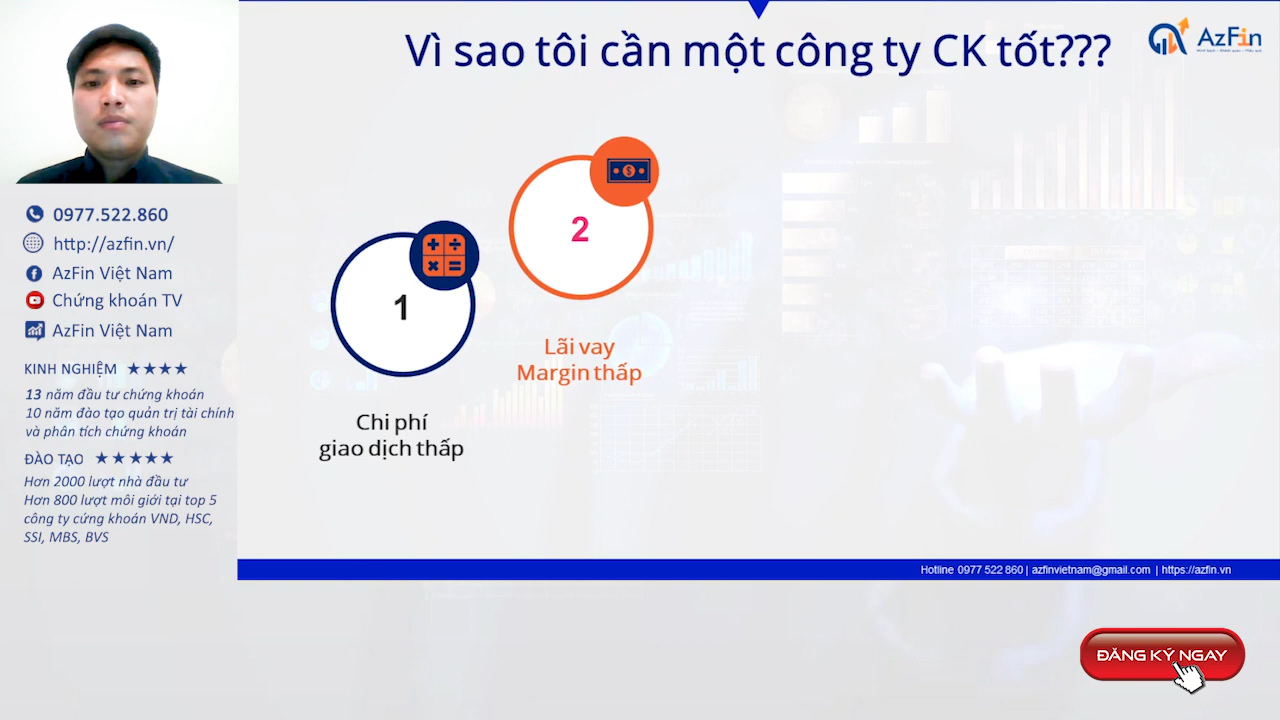 Vì sao tôi cần một công ty CK tốt???
AzFin
0977.522.860
http://azfin.vn/
AzFin Việt Nam
Chứng khoán TV
AzFin Việt Nam
KINH NGHIỆM ★★★★
13 năm đầu tư chứng khoán
10 năm đào tạo quản trị tài chính
và phân tích chứng khoán
ĐÀO TẠO ★★★★★
Hơn 2000 lượt nhà đầu tư
Hơn 800 lượt môi giới tại top 5
công ty cứng khoán VND, HSC,
SSI, MBS, BVS
1
Chi phí
giao dịch thấp
2
Lãi vay
Margin thấp
Hotline 0977 522 860 | azfinvietnam@gmail.com | https://azfin.vn
ĐĂNG KÝ NGAY